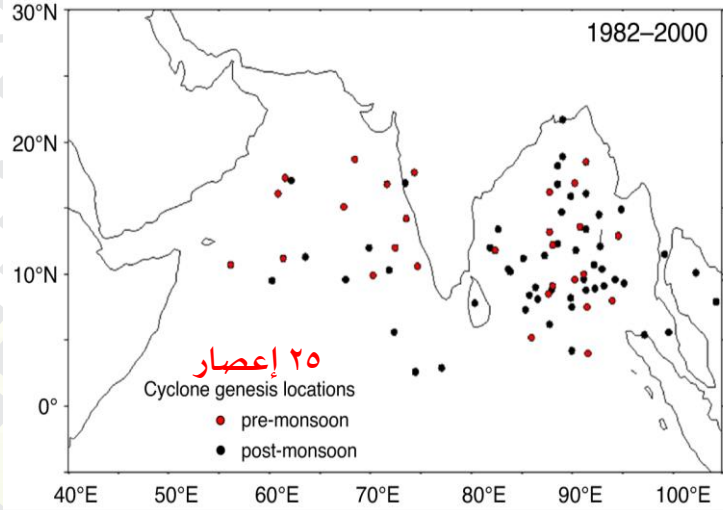 30°N
1982–2000
20°N
10°N
٢٥ إعصار
Cyclone genesis locations
0°
pre-monsoon
post-monsoon
40°E 50°E 60°E 70°E 80°E 90°E 100°E